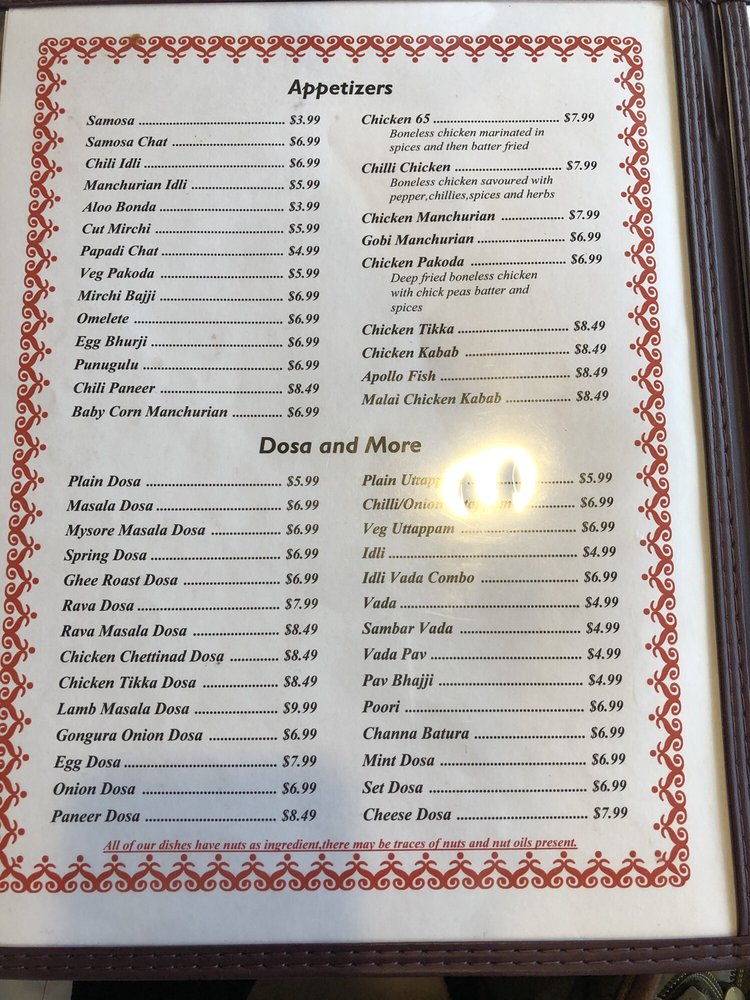 Appetizers
Samosa ........ $3.99
Samosa Chat ........ $6.99
Chili Idli ........ $6.99
Manchurian Idli ........ $5.99
Aloo Bonda ........ $3.99
Cut Mirchi ........ $5.99
Papadi Chat ........ $4.99
Veg Pakoda ........ $5.99
Mirchi Bajji ........ $6.99
Omelete ........ $6.99
Egg Bhurji ........ $6.99
Punugulu ........ $6.99
Chili Paneer ........ $8.49
Baby Corn Manchurian ........ $6.99
Chicken 65 ........ $7.99
Boneless chicken marinated in
spices and then batter fried
Chilli Chicken ........ $7.99
Boneless chicken savoured with
pepper,chillies,spices and herbs
Chicken Manchurian ........ $7.99
Gobi Manchurian ........ $6.99
Chicken Pakoda ........ $6.99
Deep fried boneless chicken
with chick peas batter and
spices
Chicken Tikka ........ $8.49
Chicken Kabab ........ $8.49
Apollo Fish ........ $8.49
Malai Chicken Kabab ........ $8.49
Dosa and More
Plain Dosa ........ $5.99
Masala Dosa ........ $6.99
Mysore Masala Dosa ........ $6.99
Spring Dosa ........ $6.99
Ghee Roast Dosa ........ $6.99
Rava Dosa ........ $7.99
Rava Masala Dosa ........ $8.49
Chicken Chettinad Dosa ........ $8.49
Chicken Tikka Dosa ........ $8.49
Lamb Masala Dosa ........ $9.99
Gongura Onion Dosa ........ $6.99
Egg Dosa ........ $7.99
Onion Dosa ........ $6.99
Paneer Dosa ........ $8.49
Plain ........ $5.99
Chilli/Onion ........ $6.99
Veg Uttappam ........ $6.99
Idli ........ $4.99
Idli Vada Combo ........ $6.99
Vada ........ $4.99
Sambar Vada ........ $4.99
Vada Pav ........ $4.99
Pav Bhajji ........ $4.99
Poori ........ $6.99
Channa Batura ........ $6.99
Mint Dosa ........ $6.99
Set Dosa ........ $6.99
Cheese Dosa ........ $7.99
All of our dishes have nuts as ingredient,there may be traces of nuts and nut oils present.